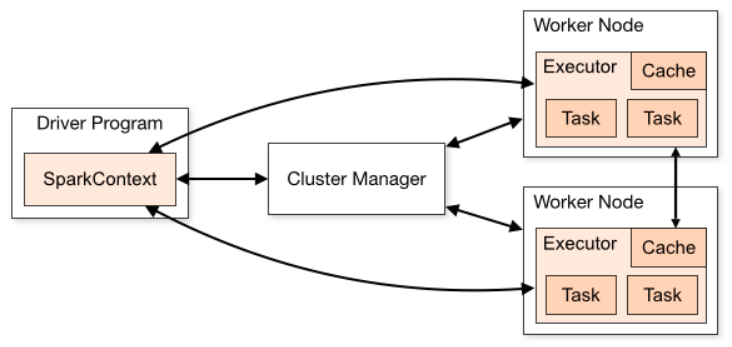 Driver Program
SparkContext
Cluster Manager
Worker Node
Executor
Cache
Task
Task
Worker Node
Executor
Cache
Task
Task